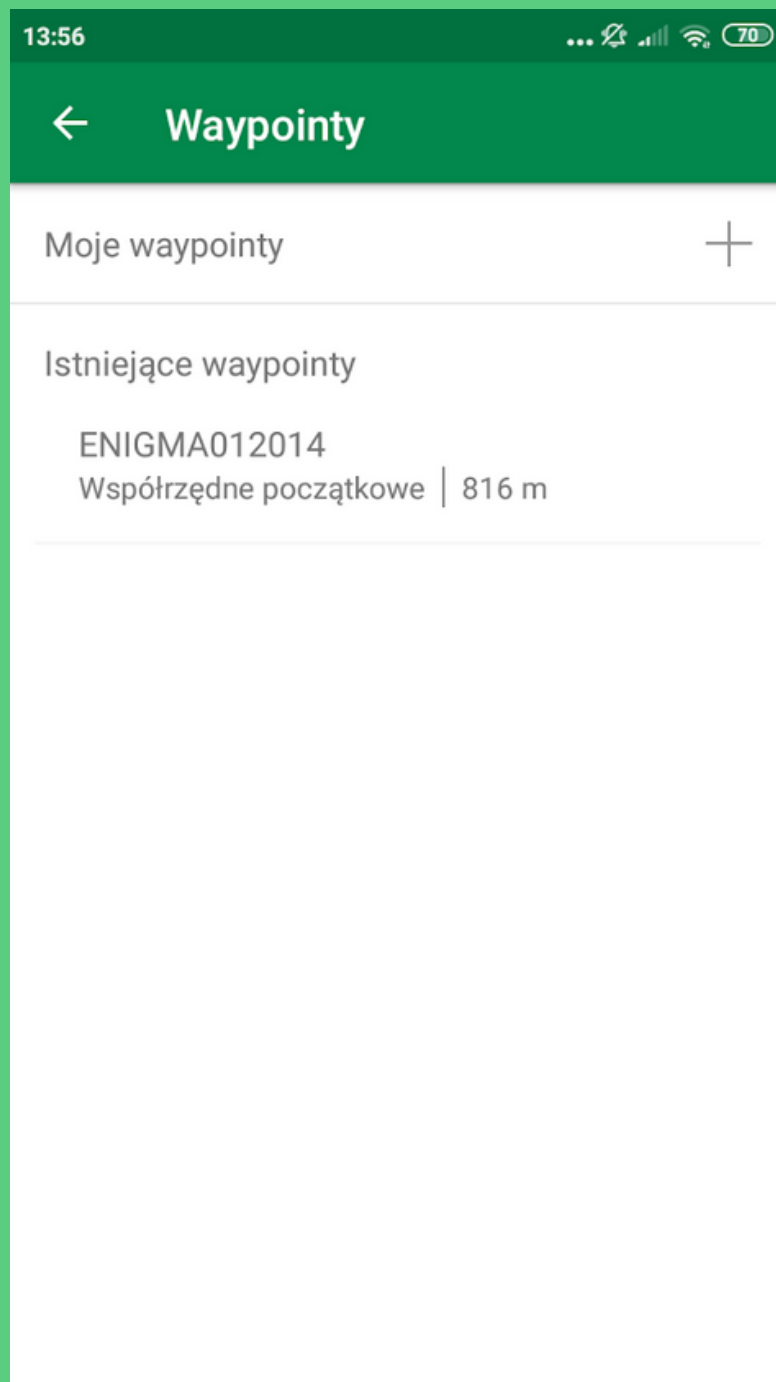 13:56 70
Waypointy
Moje waypointy
Istniejące waypointy
ENIGMA012014
Współrzędne początkowe | 816 m